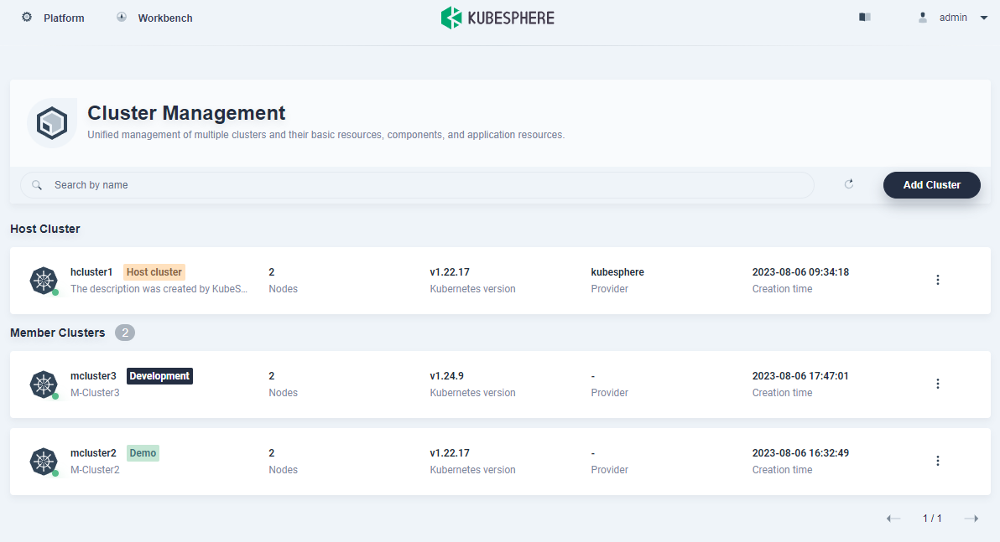 Platform Workbench KUBESPHERE admin
Cluster Management
Unified management of multiple clusters and their basic resources, components, and application resources.
Search by name Add Cluster
Host Cluster
hcluster1 Host cluster 2 v1.22.17 kubesphere 2023-08-06 09:34:18
The description was created by KubeS... Nodes Kubernetes version Provider Creation time
Member Clusters 2
mcluster3 Development 2 v1.24.9 - 2023-08-06 17:47:01
M-Cluster3 Nodes Kubernetes version Provider Creation time
mcluster2 Demo 2 v1.22.17 - 2023-08-06 16:32:49
M-Cluster2 Nodes Kubernetes version Provider Creation time
1 / 1